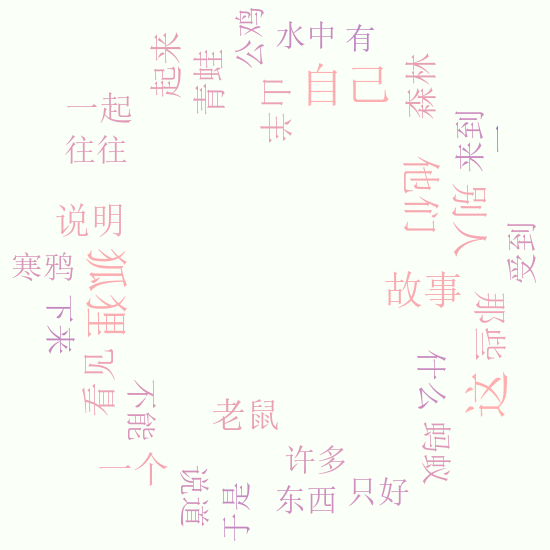 起来
青蛙
公鸡
水中
有
山羊
自己
森林
一起
往往
来到
一
他们
别人
说明
受到
寒鸦
狐狸
故事
那些
下来
看见
什么
这
不能
老鼠
蚂蚁
一个
许多
说道
于是
东西
只好